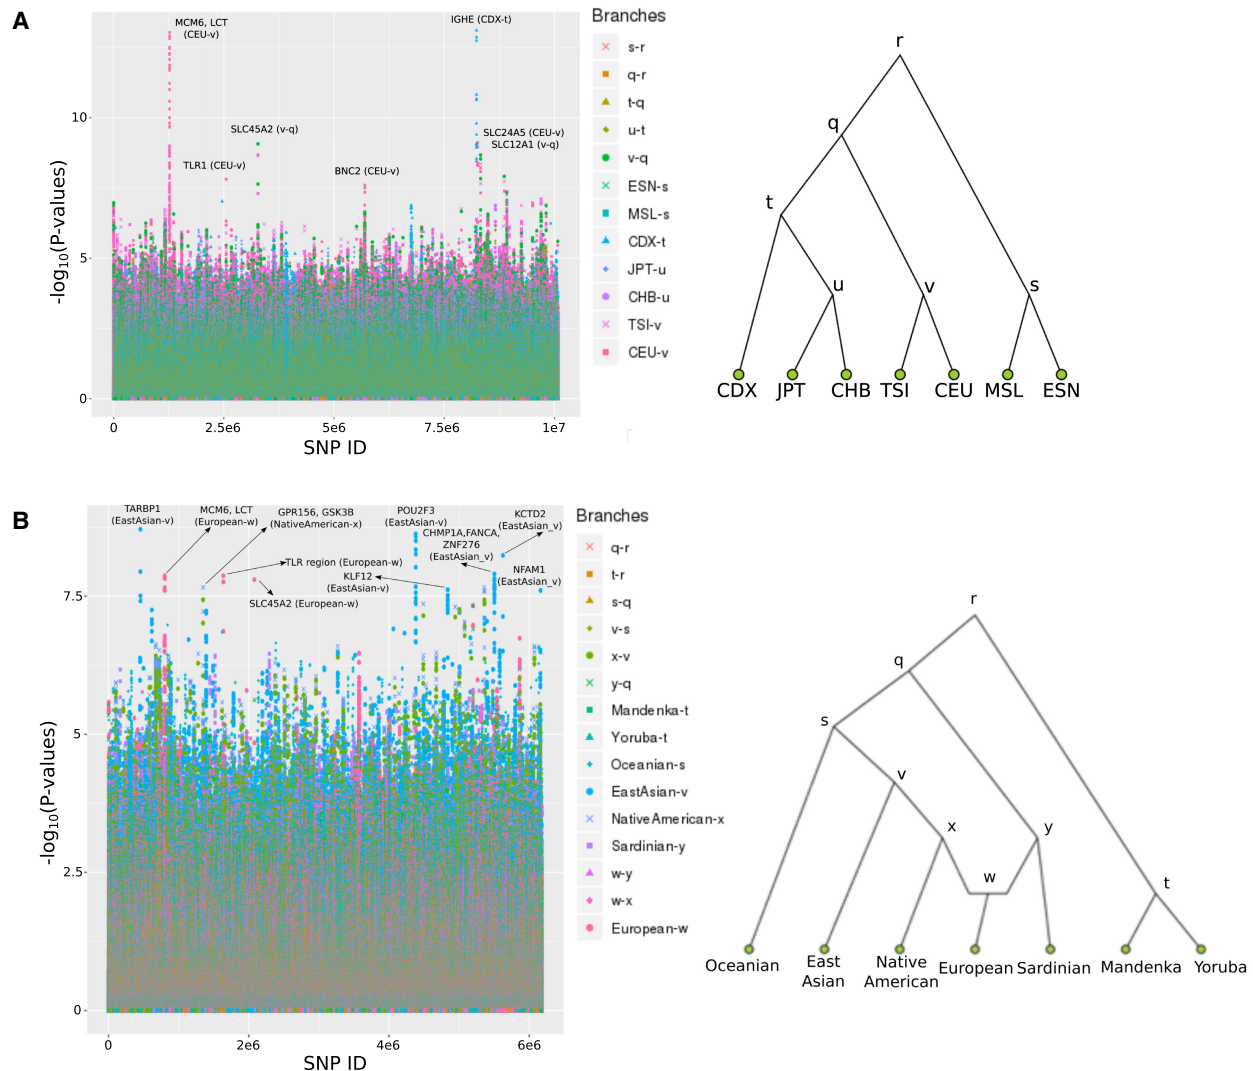 A
MCM6, LCT
(CEU-v)
IGHE (CDX-t)
SLC45A2 (v-q)
TLR1 (CEU-v)
BNC2 (CEU-v)
SLC24A5 (CEU-v)
SLC12A1 (v-q)
-log10(P-values)
10
5
0
0
2.5e6
5e6
7.5e6
1e7
SNP ID
Branches
s-r
q-r
t-q
u-t
v-q
ESN-s
MSL-s
CDX-t
JPT-u
CHB-u
TSI-v
CEU-v
r
q
t
u
v
s
CDX
JPT
CHB
TSI
CEU
MSL
ESN
B
TARBP1
(EastAsian-v)
MCM6, LCT
(European-w)
GPR156, GSK3B
(NativeAmerican-x)
POU2F3
(EastAsian-v)
KCTD2
(EastAsian_v)
CHMP1A,FANCA,
ZNF276
(EastAsian_v)
TLR region (European-w)
KLF12
(EastAsian-v)
NFAM1
(EastAsian_v)
SLC45A2 (European-w)
-log10(P-values)
7.5
5
2.5
0
0
2e6
4e6
6e6
SNP ID
Branches
q-r
t-r
s-q
v-s
x-v
y-q
Mandenka-t
Yoruba-t
Oceanian-s
EastAsian-v
NativeAmerican-x
Sardinian-y
w-y
w-x
European-w
r
q
s
v
x
y
w
t
Oceanian
East
Asian
Native
American
European
Sardinian
Mandenka
Yoruba